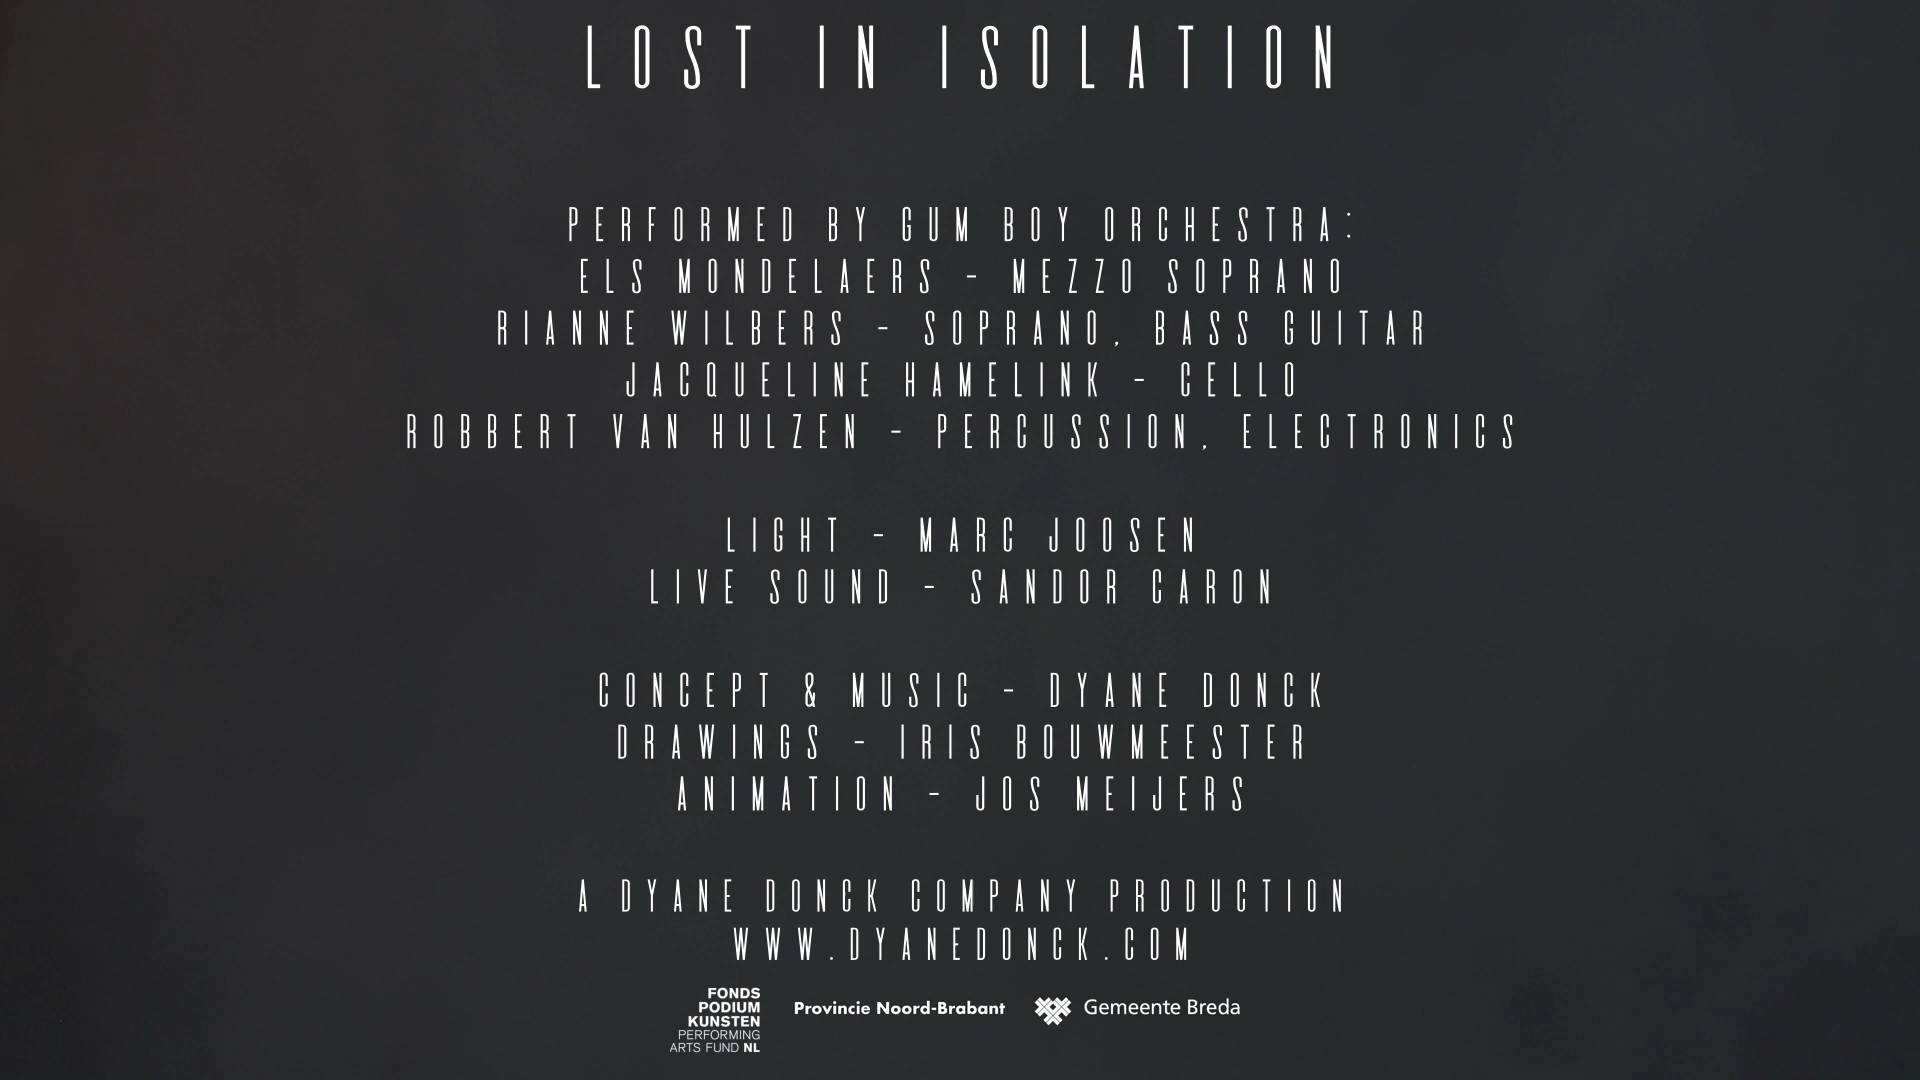 LOST IN ISOLATION
PERFORMED BY GUM BOY ORCHESTRA:
ELS MONDELAERS - MEZZO SOPRANO
RIANNE WILBERS - SOPRANO, BASS GUITAR
JACQUELINE HAMELINK - CELLO
ROBBERT VAN HULZEN - PERCUSSION, ELECTRONICS
LIGHT - MARC JOOSEN
LIVE SOUND - SANDOR CARON
CONCEPT & MUSIC - DYANE DONCK
DRAWINGS - IRIS BOUWMEESTER
ANIMATION - JOS MEIJERS
A DYANE DONCK COMPANY PRODUCTION
WWW.DYANEDONCK.COM
FONDS
PODIUM
KUNSTEN
PERFORMING
ARTS FUND NL
Provincie Noord-Brabant
Gemeente Breda